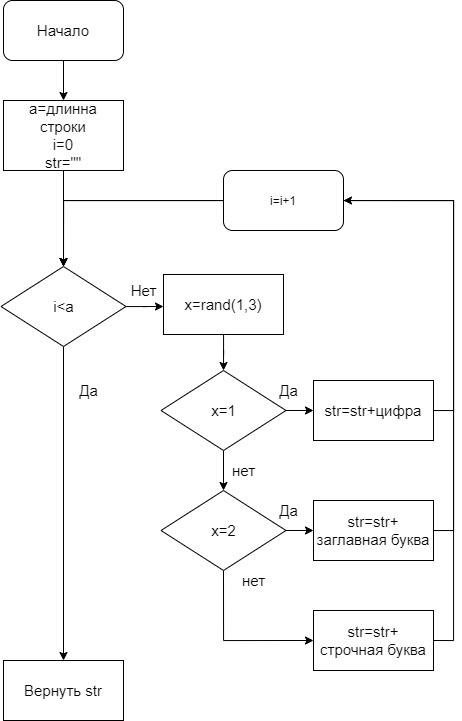 Начало
а=длинна
строки
i=0
str=""
i=i+1
i<a
Нет
x=rand(1,3)
Да
x=1
Да
str=str+цифра
нет
x=2
Да
str=str+
заглавная буква
нет
str=str+
строчная буква
Вернуть str